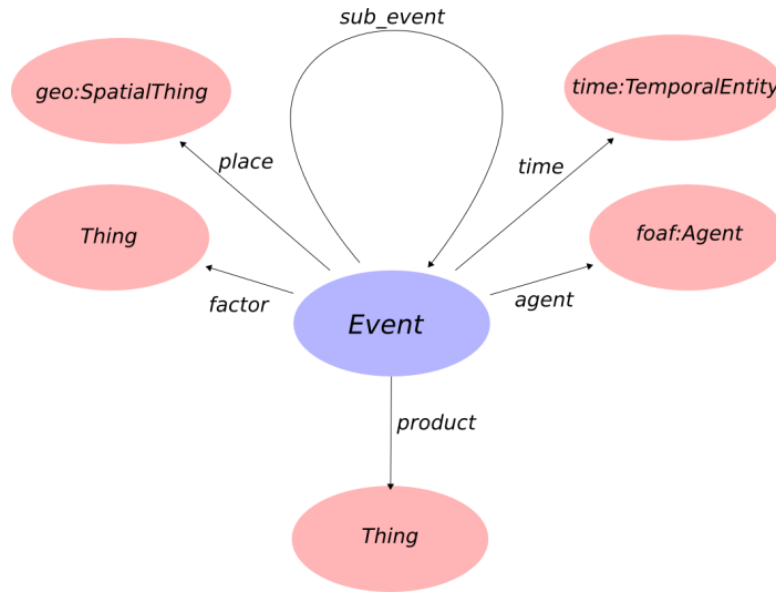 sub_event
geo:SpatialThing
time:TemporalEntity
place
time
Thing
foaf:Agent
factor
agent
Event
product
Thing